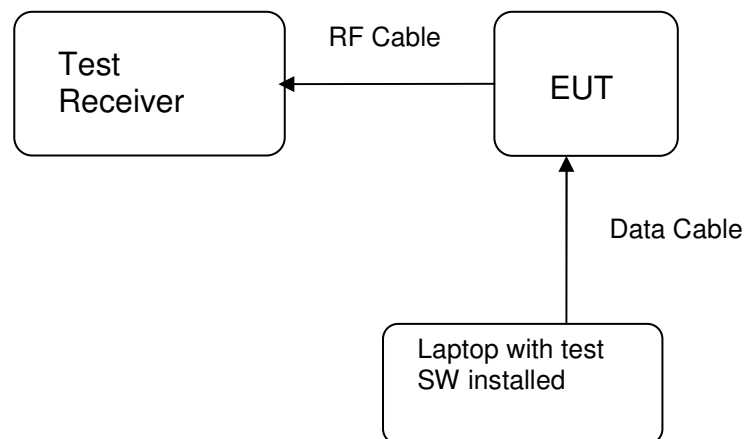 RF Cable
Test
Receiver
EUT
Data Cable
Laptop with test
SW installed